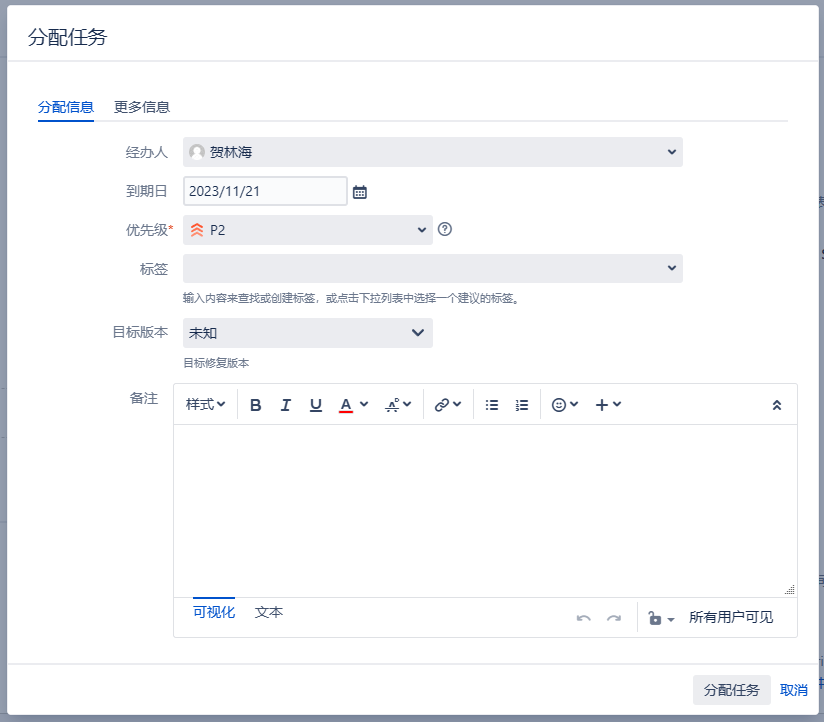 分配任务
分配信息 更多信息
经办人 贺林海
到期日 2023/11/21
优先级* P2
标签
输入内容来查找或创建标签，或点击下拉列表中选择一个建议的标签。
目标版本 未知
目标修复版本
备注 样式 B I U A
可视化 文本 所有用户可见
分配任务 取消